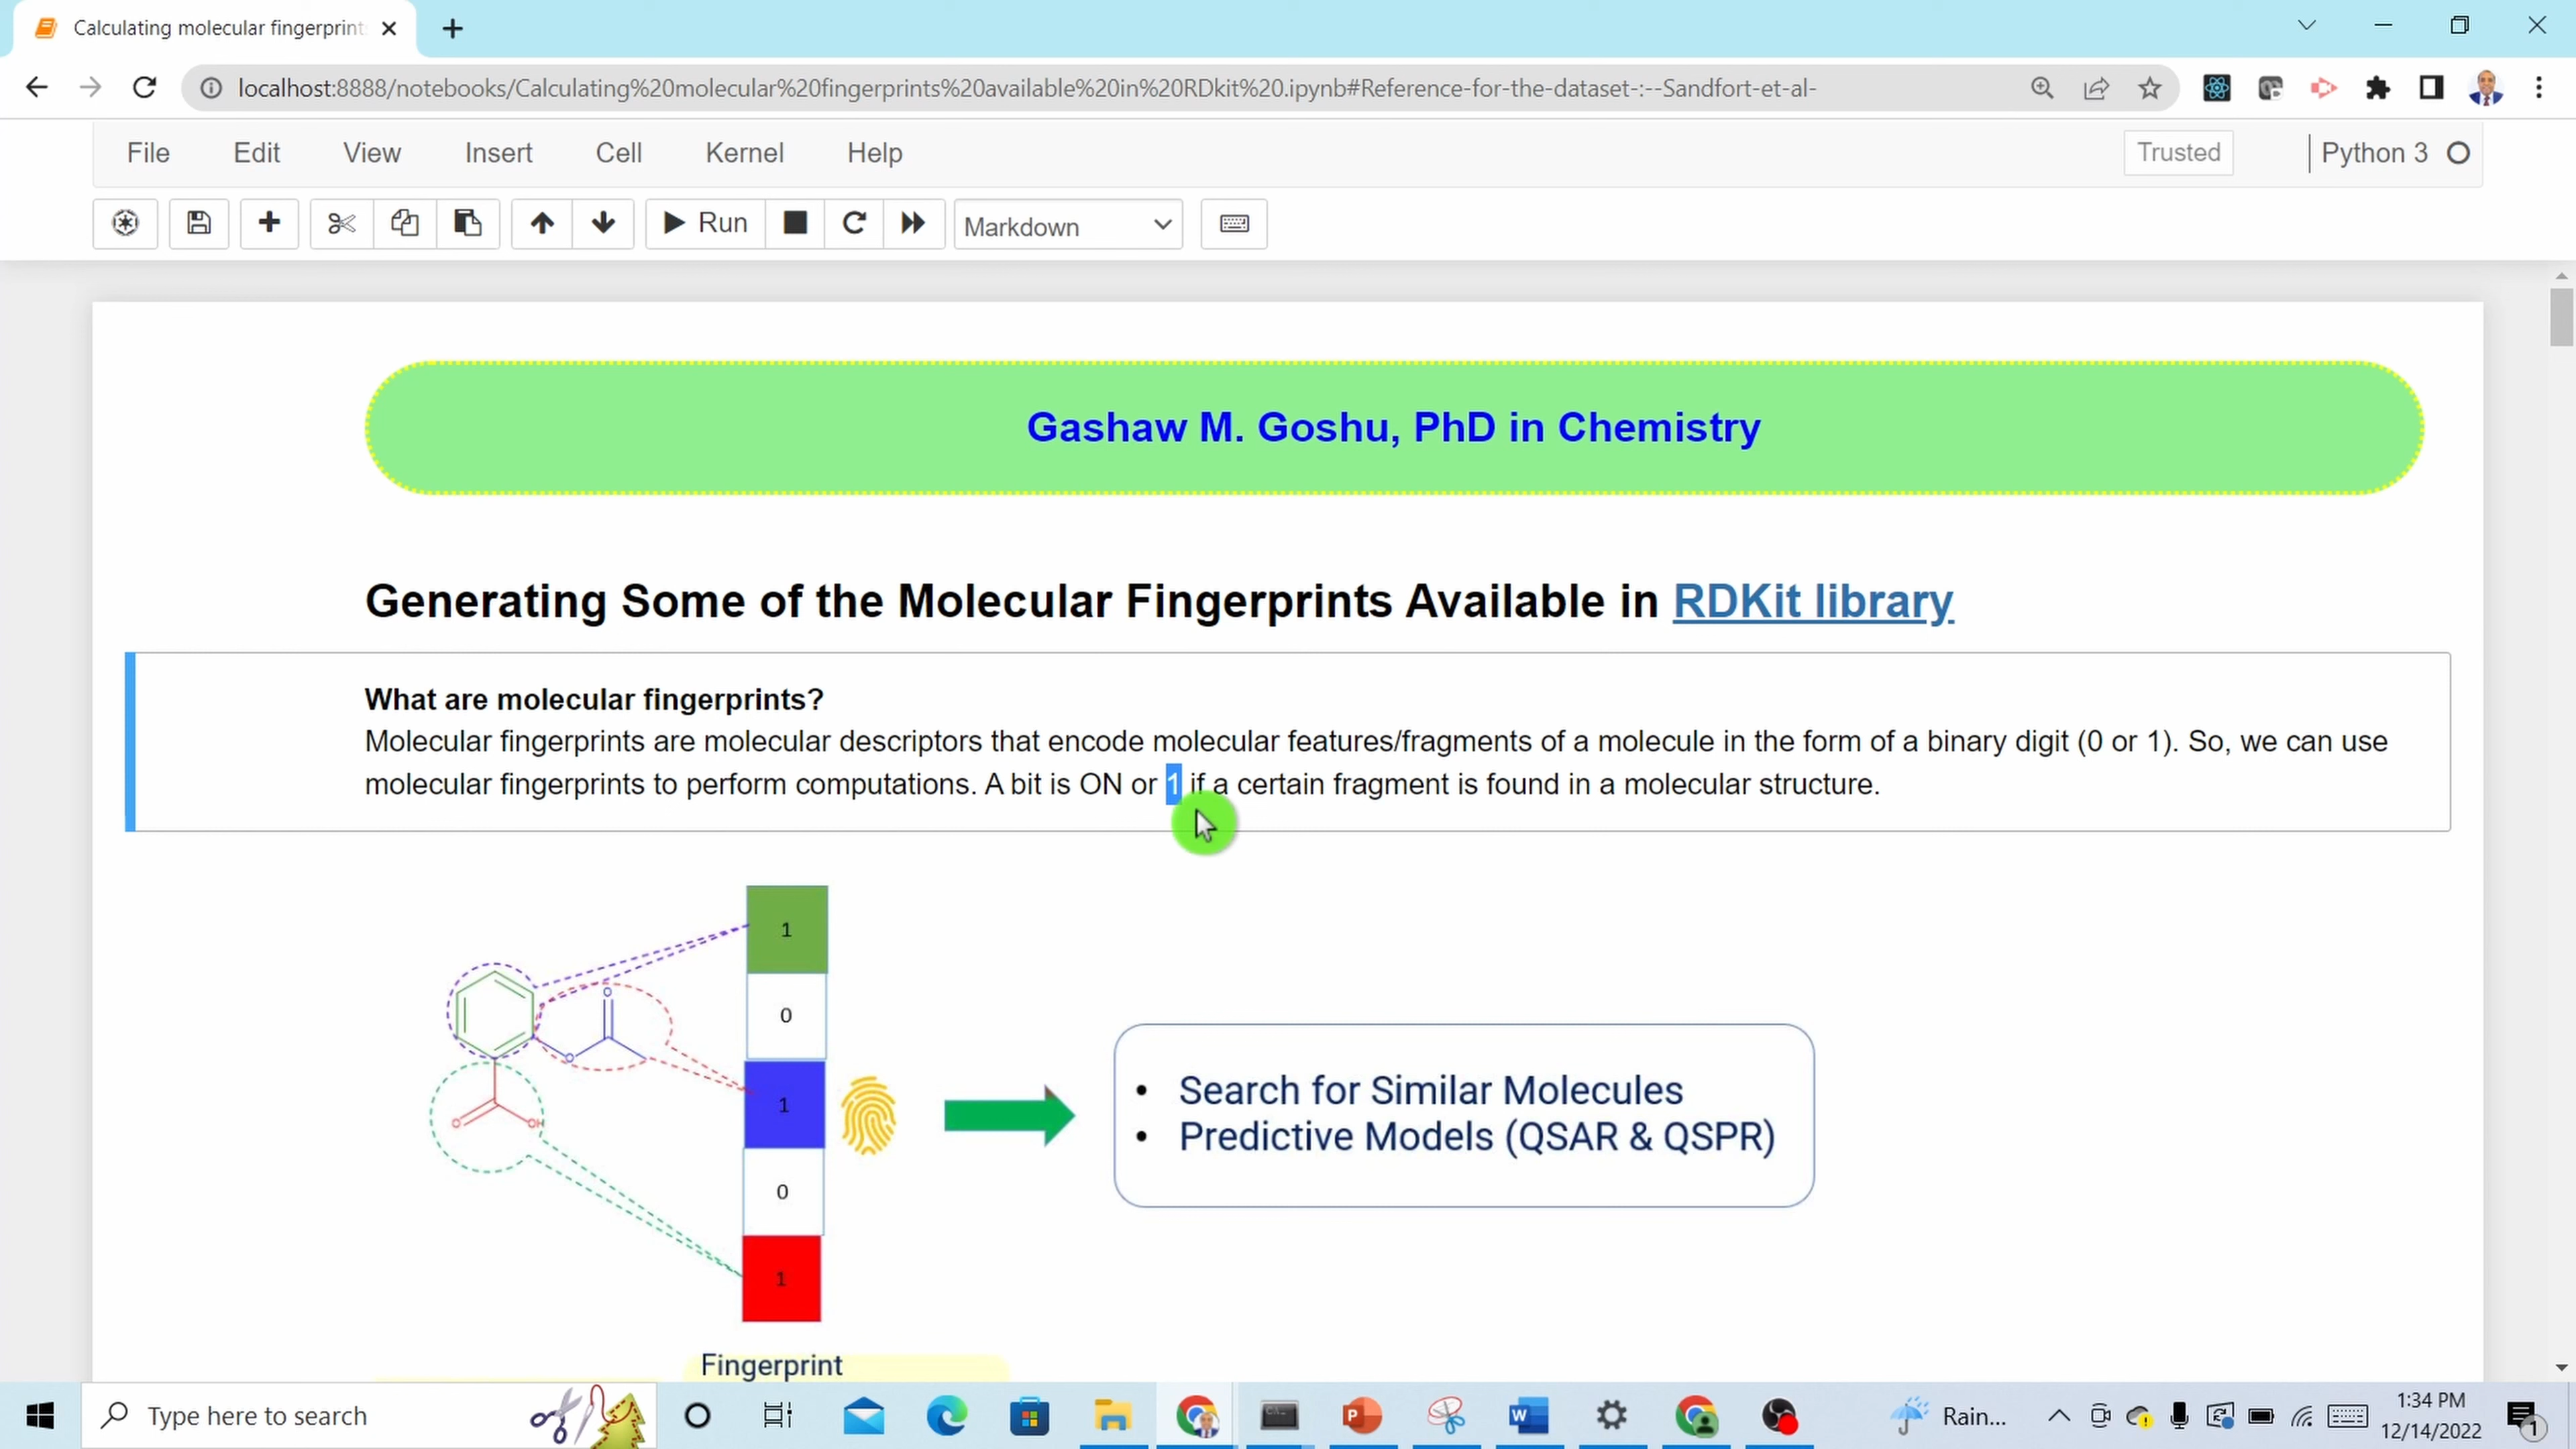 Calculating molecular fingerprint
localhost:8888/notebooks/Calculating%20molecular%20fingerprints%20available%20in%20RDkit%20.ipynb#Reference-for-the-dataset-:--Sandfort-et-al-
File Edit View Insert Cell Kernel Help Trusted Python 3
Run Markdown
Gashaw M. Goshu, PhD in Chemistry
Generating Some of the Molecular Fingerprints Available in RDKit library
What are molecular fingerprints?
Molecular fingerprints are molecular descriptors that encode molecular features/fragments of a molecule in the form of a binary digit (0 or 1). So, we can use
molecular fingerprints to perform computations. A bit is ON or 1 if a certain fragment is found in a molecular structure.
1
0
1
0
1
O
O
O
OH
• Search for Similar Molecules
• Predictive Models (QSAR & QSPR)
Fingerprint
Type here to search
Rain...
1:34 PM
12/14/2022
1